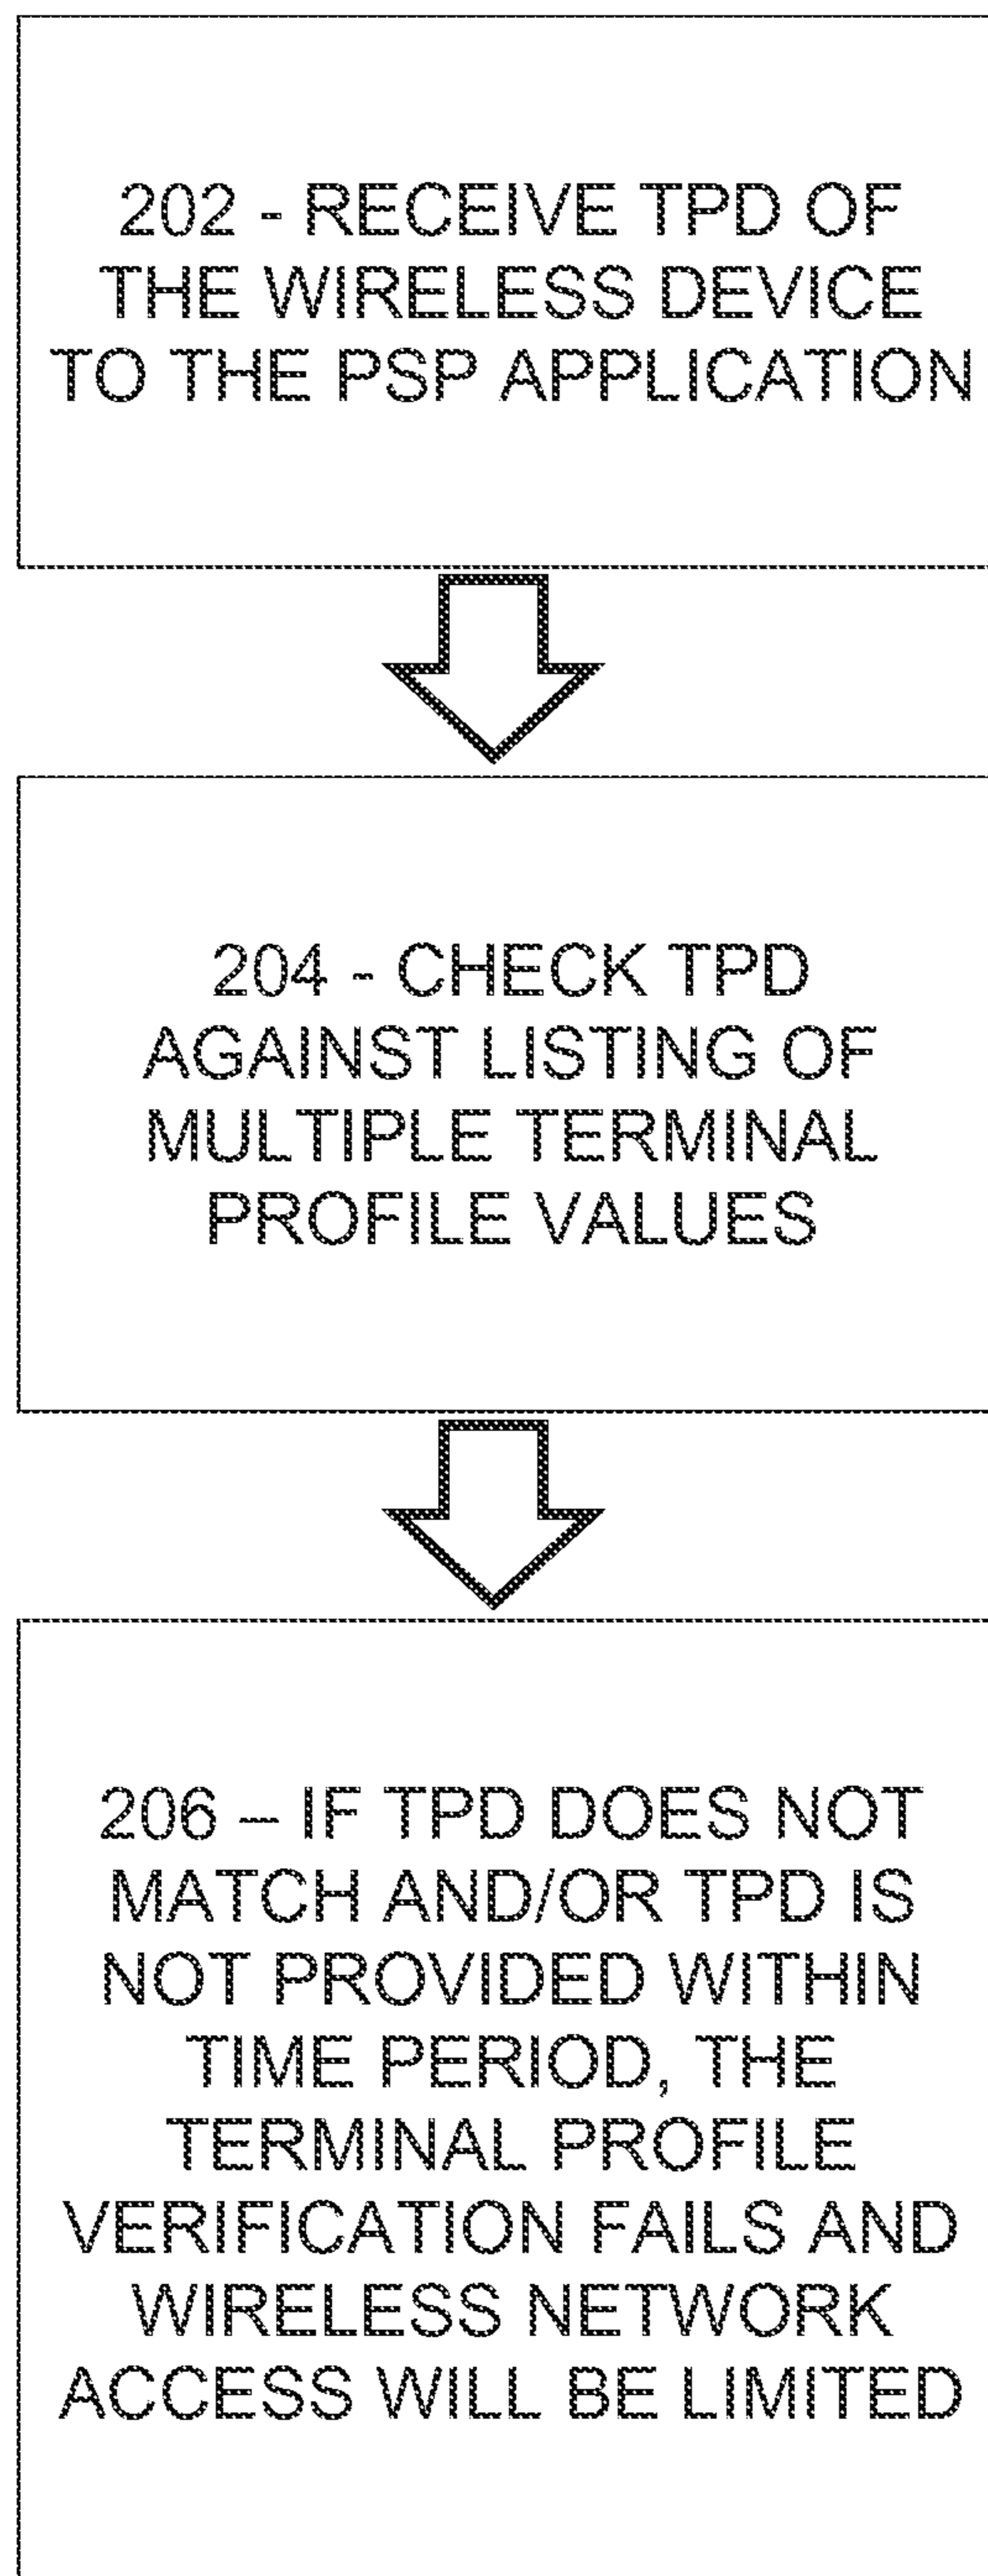 202 - RECEIVE TPD OF
THE WIRELESS DEVICE
TO THE PSP APPLICATION
204 - CHECK TPD
AGAINST LISTING OF
MULTIPLE TERMINAL
PROFILE VALUES
206 – IF TPD DOES NOT
MATCH AND/OR TPD IS
NOT PROVIDED WITHIN
TIME PERIOD, THE
TERMINAL PROFILE
VERIFICATION FAILS AND
WIRELESS NETWORK
ACCESS WILL BE LIMITED